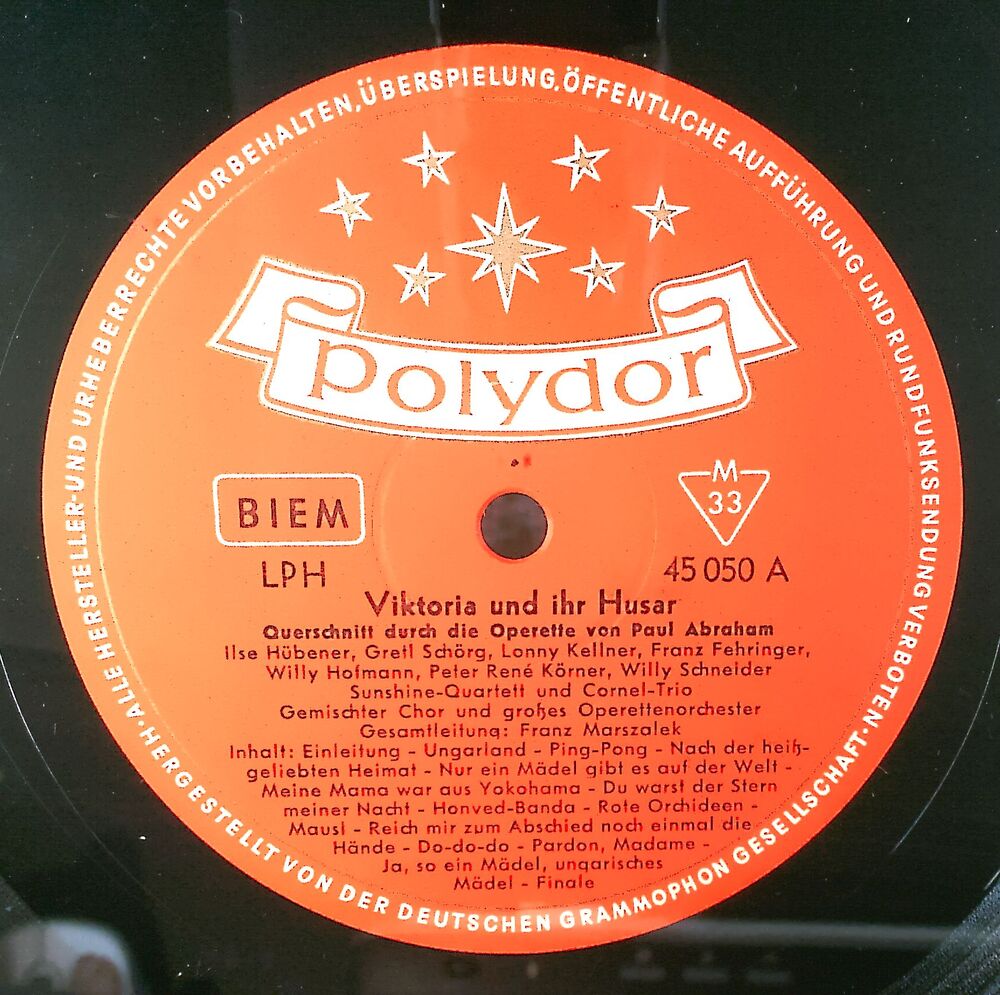 ALLE HERSTELLER- UND URHEBERRECHTE VORBEHALTEN, ÜBERSPIELUNG, ÖFFENTLICHE AUFFÜHRUNG UND RUNDFUNKSENDUNG VERBOTEN ·
HERGESTELLT VON DER DEUTSCHEN GRAMMOPHON GESELLSCHAFT ·
polydor
BIEM
M
33
LPH
45 050 A
Viktoria und ihr Husar
Querschnitt durch die Operette von Paul Abraham
Ilse Hübener, Gretl Schörg, Lonny Kellner, Franz Fehringer,
Willy Hofmann, Peter René Körner, Willy Schneider
Sunshine-Quartett und Cornel-Trio
Gemischter Chor und großes Operettenorchester
Gesamtleitung: Franz Marszalek
Inhalt: Einleitung - Ungarland - Ping-Pong - Nach der heiß-
geliebten Heimat - Nur ein Mädel gibt es auf der Welt -
Meine Mama war aus Yokohama - Du warst der Stern
meiner Nacht - Honved-Banda - Rote Orchideen -
Mausi - Reich mir zum Abschied noch einmal die
Hände - Do-do-do - Pardon, Madame -
Ja, so ein Mädel, ungarisches
Mädel - Finale